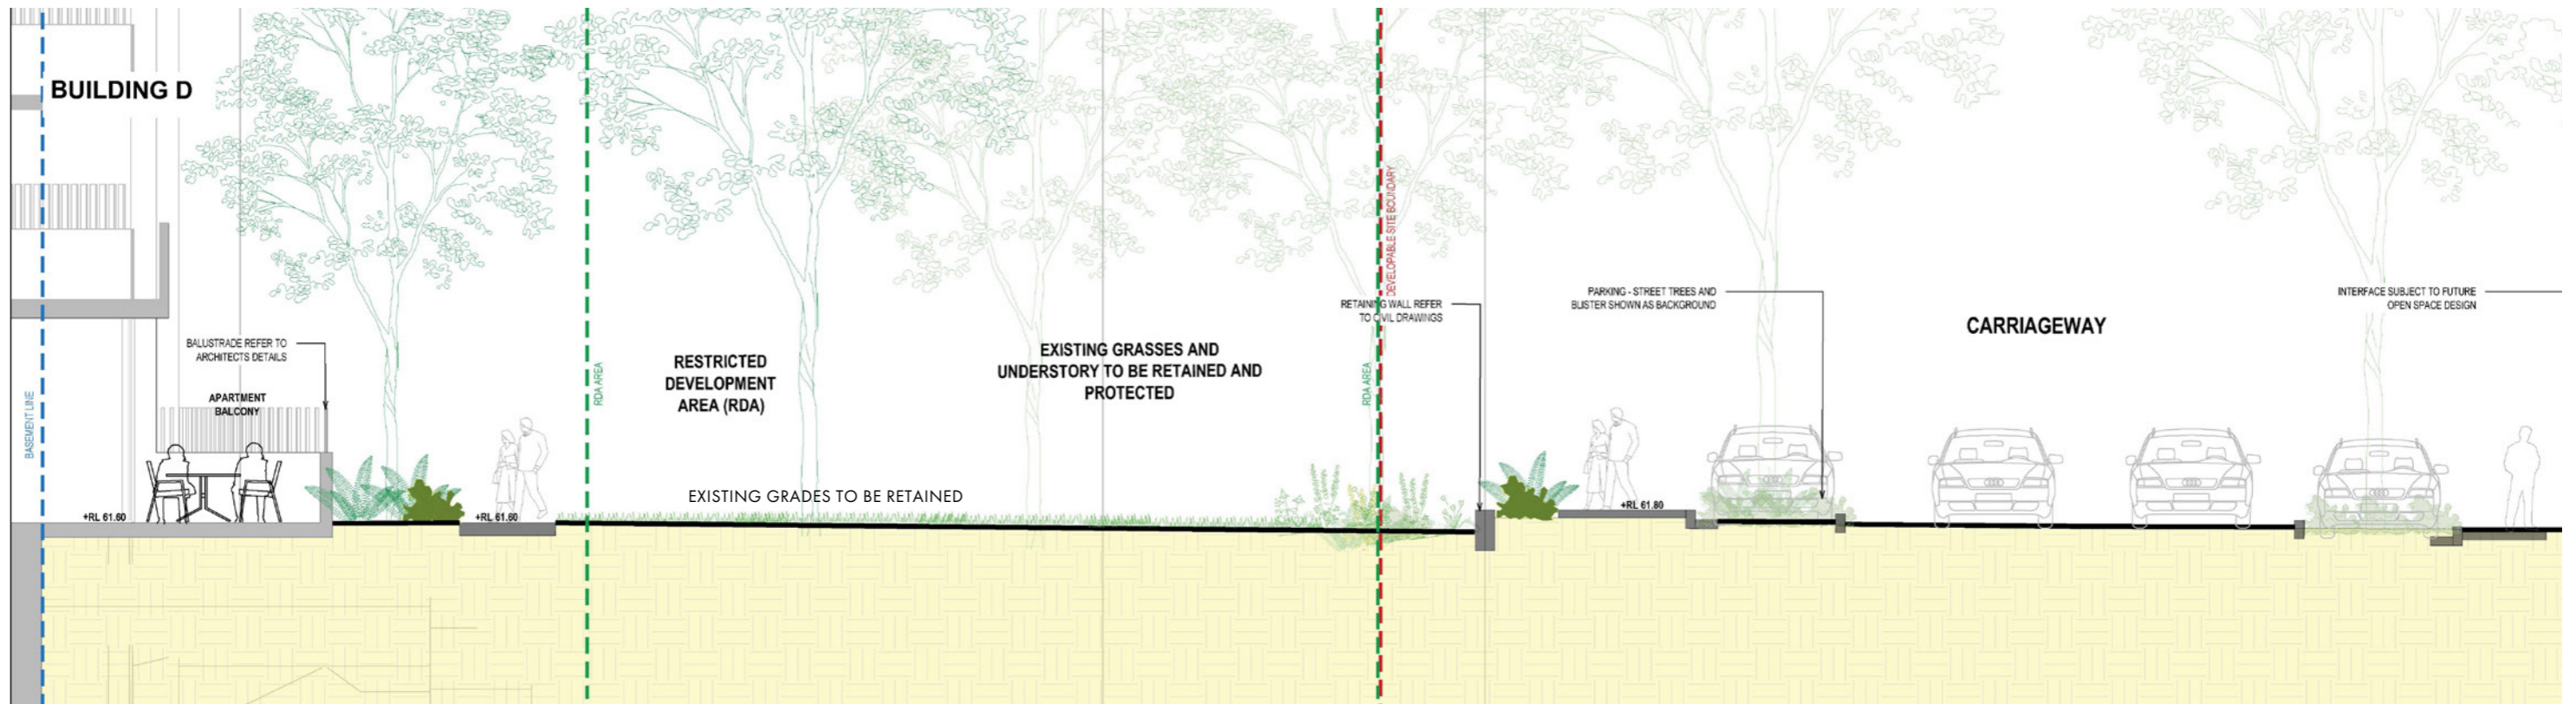 BUILDING D
BASEMENT LINE
BALUSTRADE REFER TO
ARCHITECTS DETAILS
APARTMENT
BALCONY
+RL 61.60
+RL 61.60
RDA AREA
RESTRICTED
DEVELOPMENT
AREA (RDA)
EXISTING GRADES TO BE RETAINED
EXISTING GRASSES AND
UNDERSTORY TO BE RETAINED AND
PROTECTED
RDA AREA
DEVELOPABLE SITE BOUNDARY
RETAINING WALL REFER
TO CIVIL DRAWINGS
PARKING - STREET TREES AND
BLISTER SHOWN AS BACKGROUND
+RL 61.80
CARRIAGEWAY
INTERFACE SUBJECT TO FUTURE
OPEN SPACE DESIGN